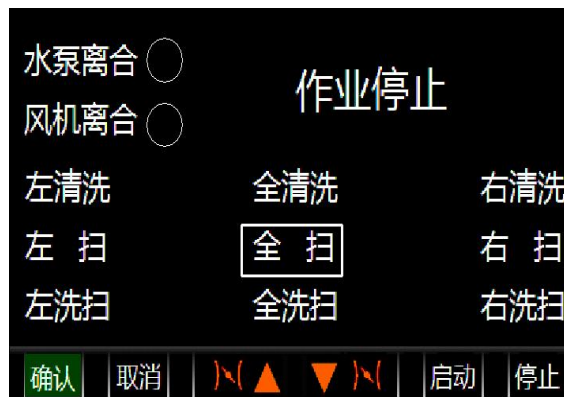 水泵离合
作业停止
风机离合
左清洗 全清洗 右清洗
左 扫 全 扫 右 扫
左洗扫 全洗扫 右洗扫
确认 取消 启动 停止